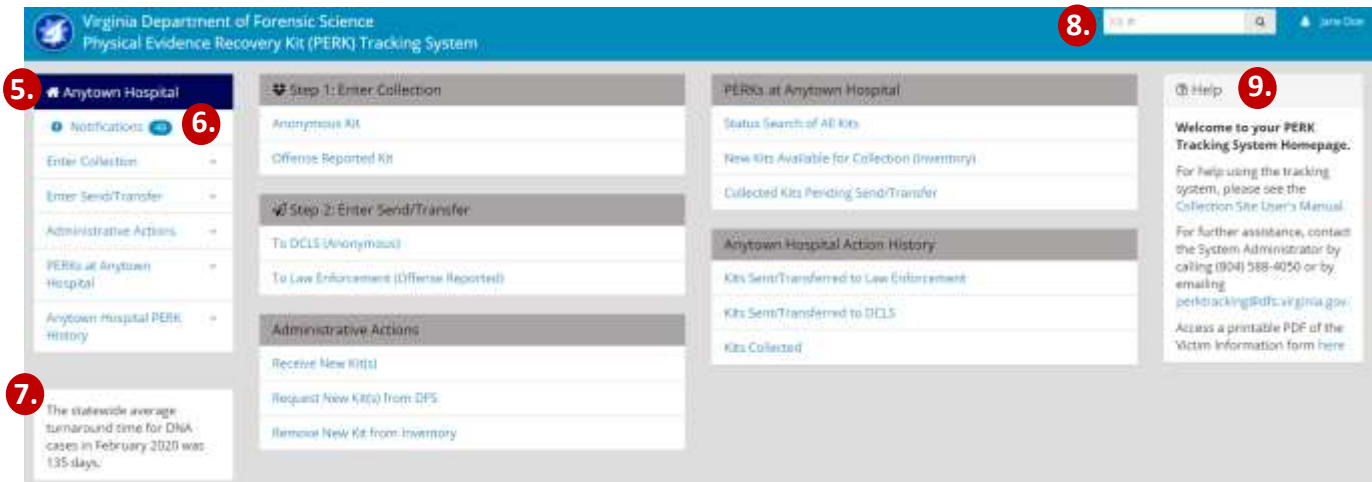 Virginia Department of Forensic Science
Physical Evidence Recovery Kit (PERK) Tracking System
8.
Kit #
Jane Doe
5.
Anytown Hospital
Notifications
6.
Enter Collection
Enter Send/Transfer
Administrative Actions
PERKs at Anytown
Hospital
Anytown Hospital PERK
History
7.
The statewide average
turnaround time for DNA
cases in February 2020 was
135 days.
Step 1: Enter Collection
Anonymous Kit
Offense Reported Kit
Step 2: Enter Send/Transfer
To DCLS (Anonymous)
To Law Enforcement (Offense Reported)
Administrative Actions
Receive New Kit(s)
Request New Kit(s) from DFS
Remove New Kit from Inventory
PERKs at Anytown Hospital
Status Search of All Kits
New Kits Available for Collection (Inventory)
Collected Kits Pending Send/Transfer
Anytown Hospital Action History
Kits Sent/Transferred to Law Enforcement
Kits Sent/Transferred to DCLS
Kits Collected
Help
9.
Welcome to your PERK
Tracking System Homepage.
For help using the tracking
system, please see the
Collection Site User's Manual.
For further assistance, contact
the System Administrator by
calling (804) 588-4050 or by
emailing
perktracking@dfs.virginia.gov.
Access a printable PDF of the
Victim Information form here